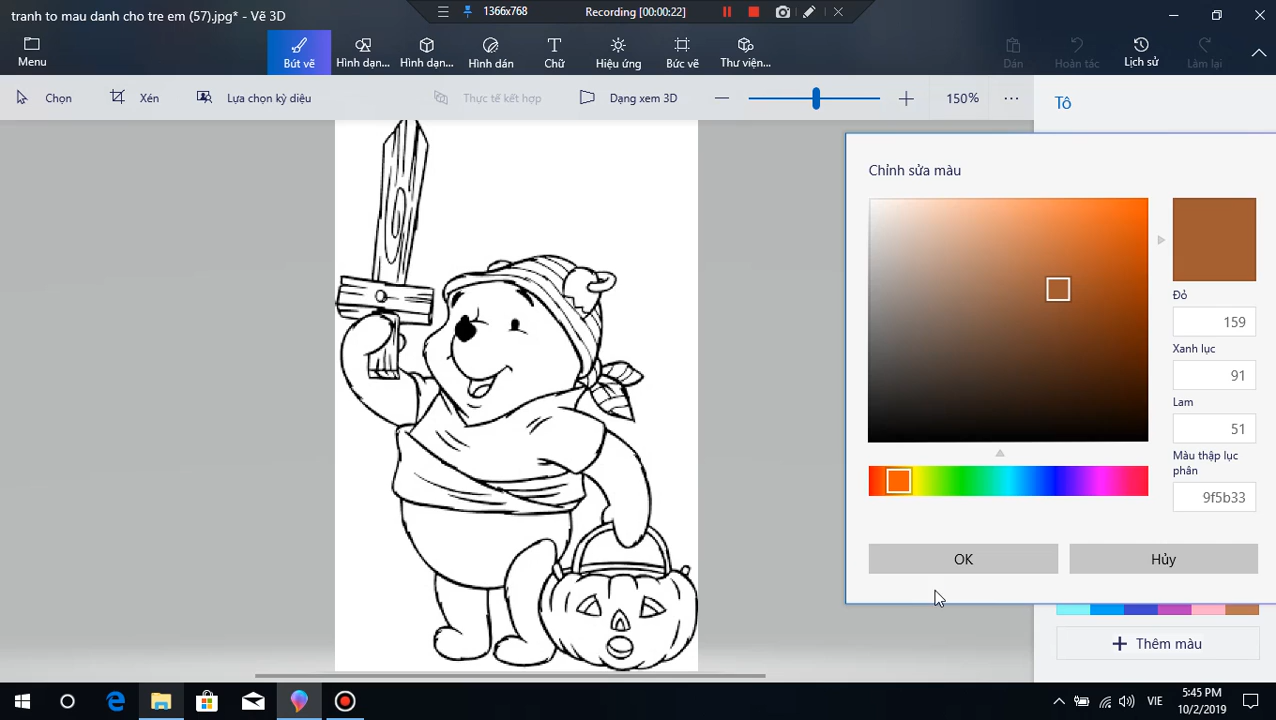 tranh to mau danh cho tre em (57).jpg* - Vẽ 3D
1366x768
Recording [00:00:22]
Menu
Bút vẽ
Hình dạn...
Hình dạn...
Hình dán
Chữ
Hiệu ứng
Bức vẽ
Thư viện...
Dán
Hoàn tác
Lịch sử
Làm lại
Chọn
Xén
Lựa chọn kỳ diệu
Thực tế kết hợp
Dạng xem 3D
150%
Tô
Chỉnh sửa màu
Đỏ
159
Xanh lục
91
Lam
51
Màu thập lục
phân
9f5b33
OK
Hủy
Thêm màu
VIE
5:45 PM
10/2/2019